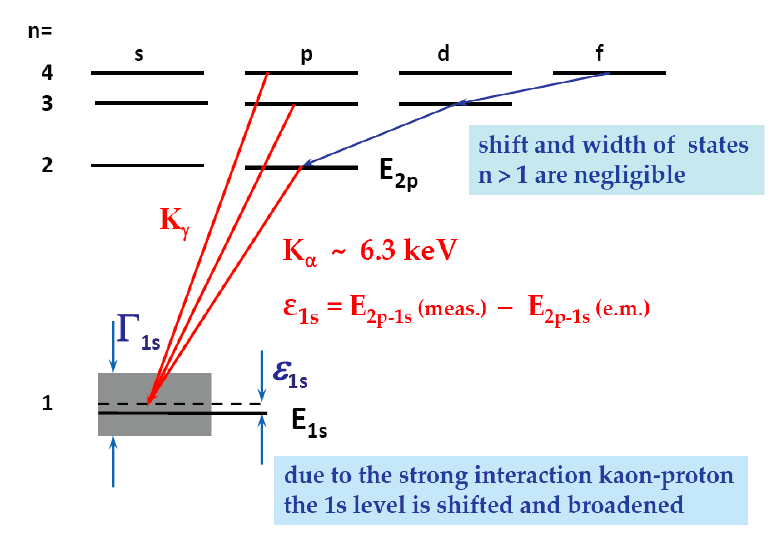 n=
s p d f
4
3
shift and width of states
n > 1 are negligible
2
E2p
Kγ
Kα ~ 6.3 keV
ε1s = E2p-1s (meas.) − E2p-1s (e.m.)
Γ1s
ε1s
1
E1s
due to the strong interaction kaon-proton
the 1s level is shifted and broadened